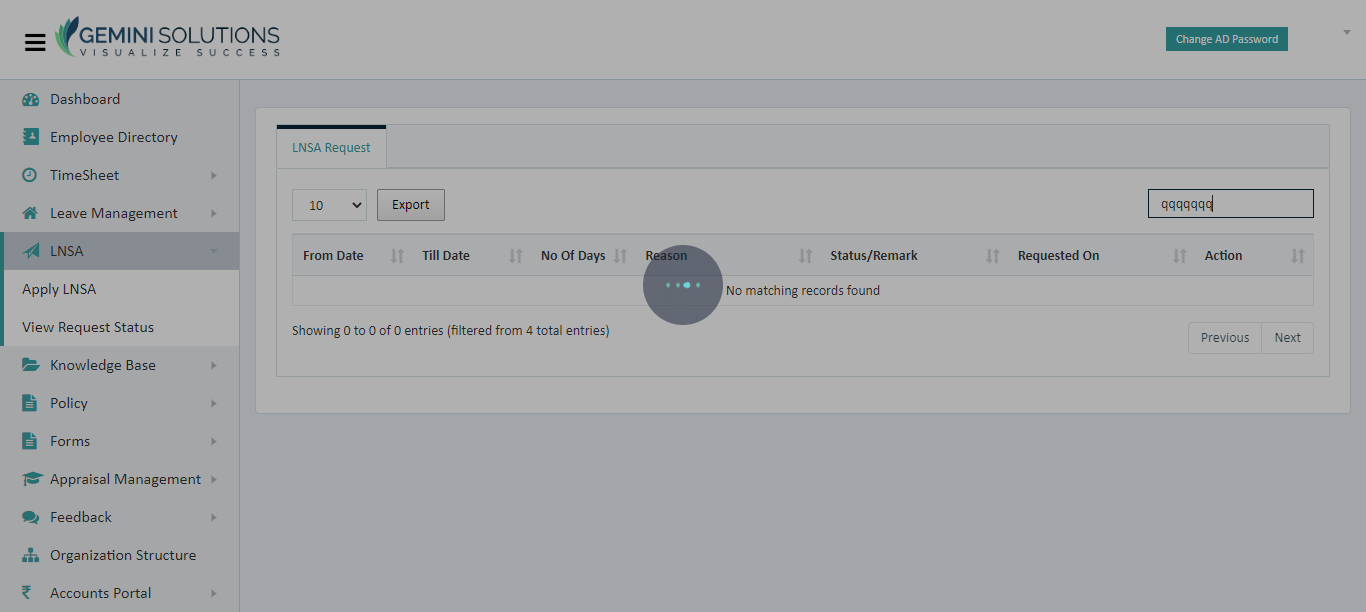 GEMINI SOLUTIONS
VISUALIZE SUCCESS
Change AD Password
Dashboard
Employee Directory
TimeSheet
Leave Management
LNSA
Apply LNSA
View Request Status
Knowledge Base
Policy
Forms
Appraisal Management
Feedback
Organization Structure
₹ Accounts Portal
LNSA Request
10 Export qqqqqqq
From Date Till Date No Of Days Reason Status/Remark Requested On Action
No matching records found
Showing 0 to 0 of 0 entries (filtered from 4 total entries)
Previous Next